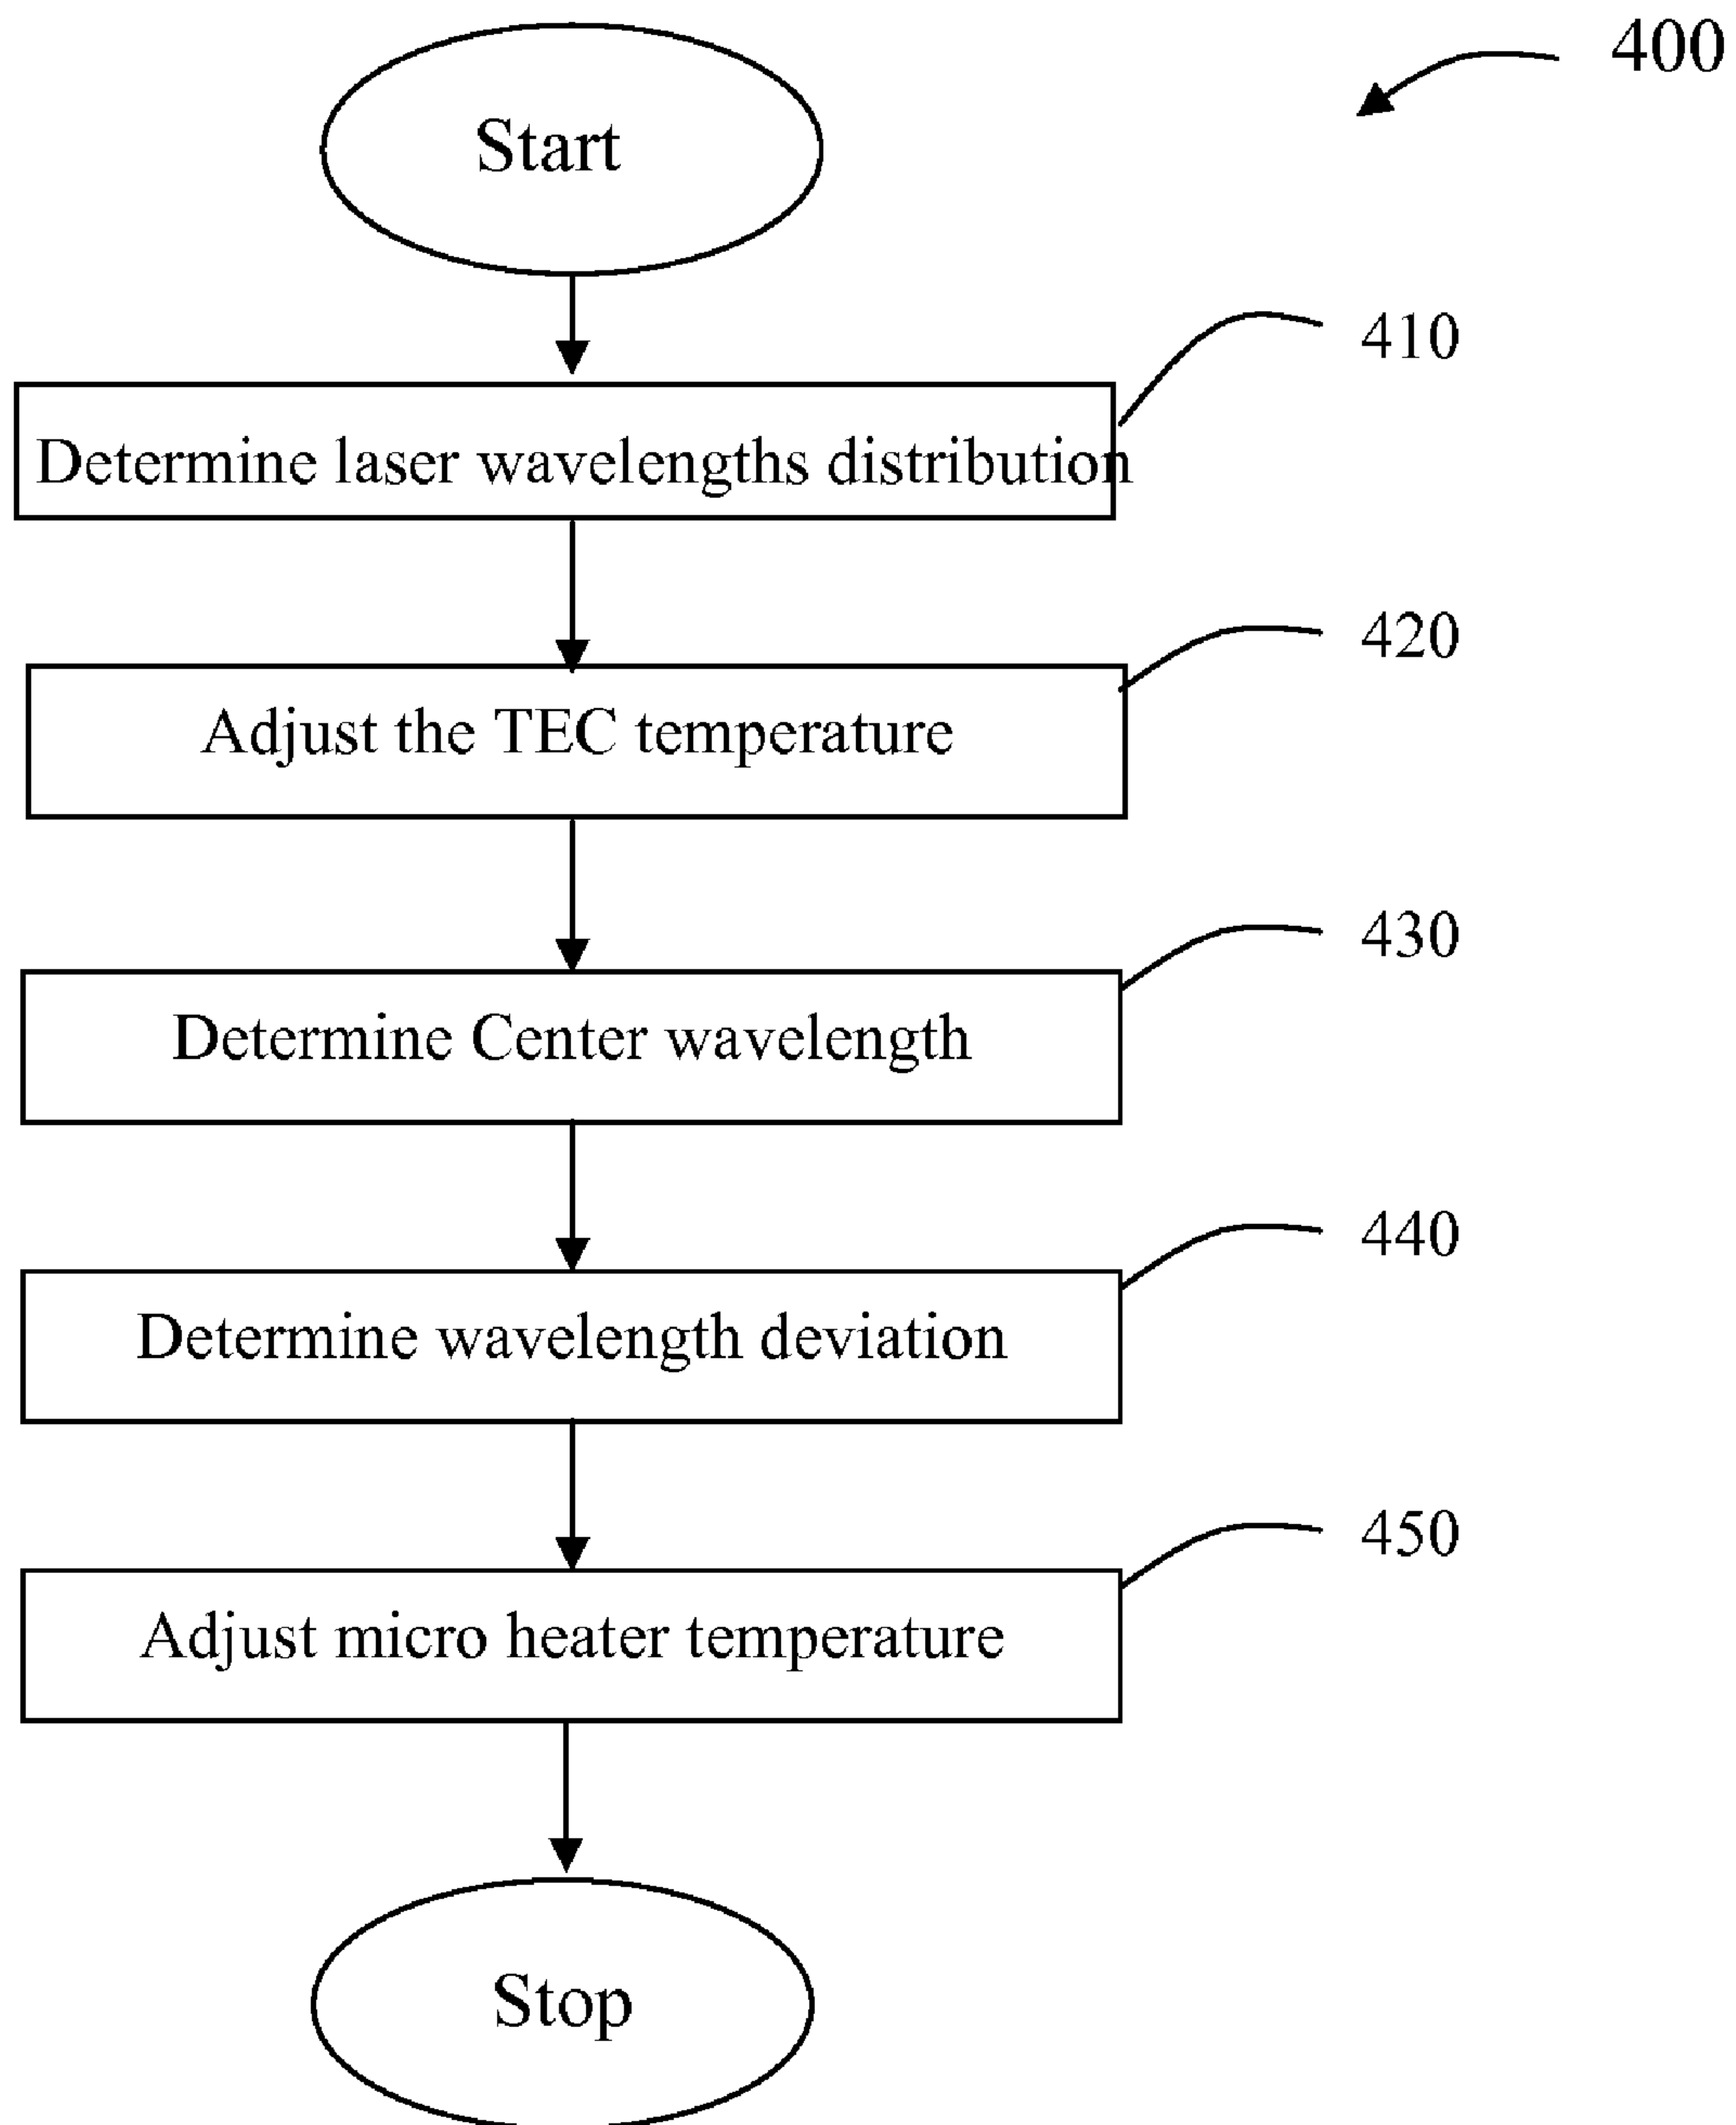 400
Start
410
Determine laser wavelengths distribution
420
Adjust the TEC temperature
430
Determine Center wavelength
440
Determine wavelength deviation
450
Adjust micro heater temperature
Stop